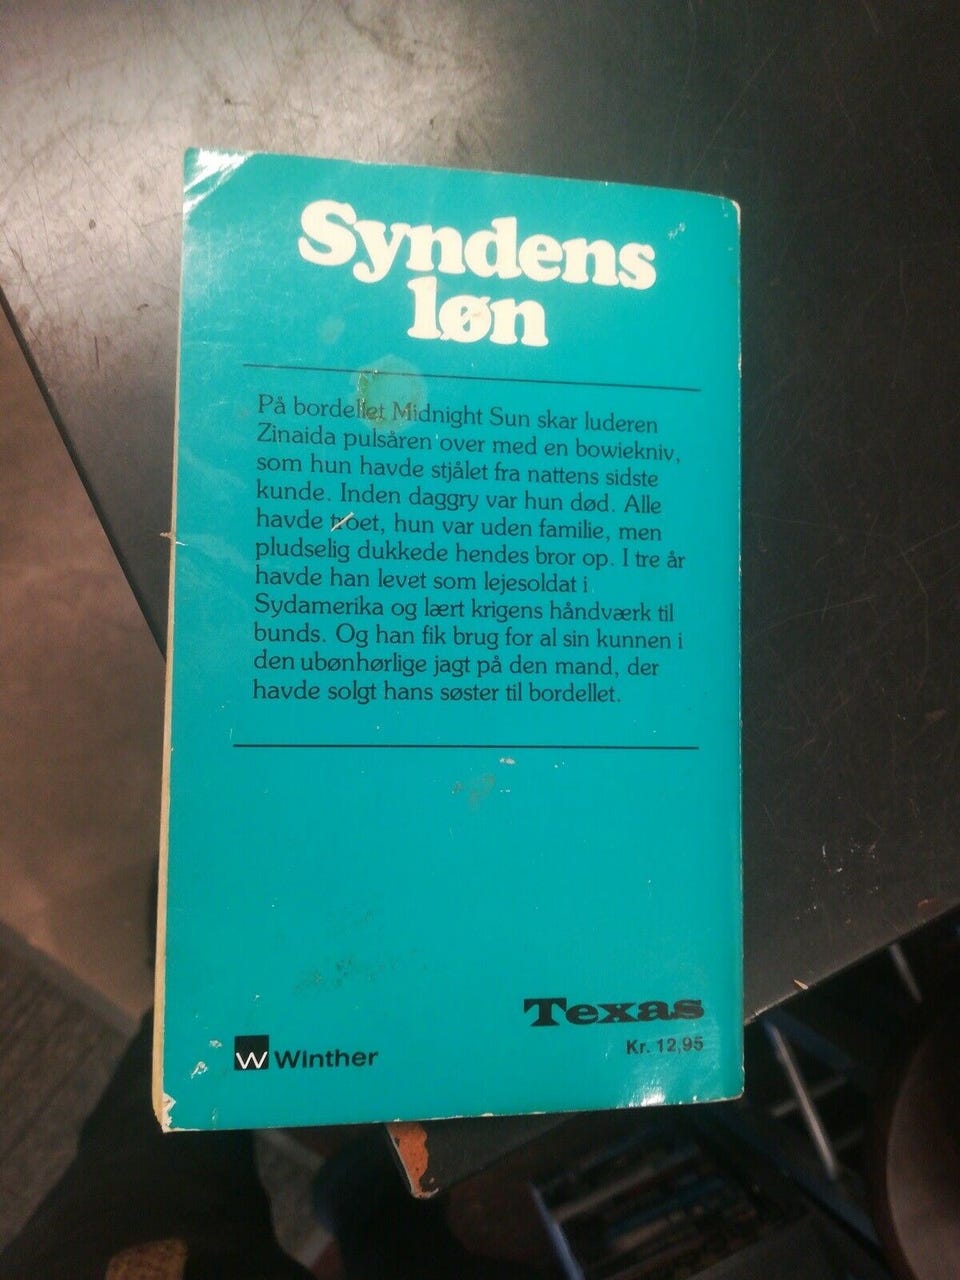 Syndens
løn
På bordellet Midnight Sun skar luderen
Zinaida pulsåren over med en bowiekniv,
som hun havde stjålet fra nattens sidste
kunde. Inden daggry var hun død. Alle
havde troet, hun var uden familie, men
pludselig dukkede hendes bror op. I tre år
havde han levet som lejesoldat i
Sydamerika og lært krigens håndværk til
bunds. Og han fik brug for al sin kunnen i
den ubønhørlige jagt på den mand, der
havde solgt hans søster til bordellet.
Texas
Kr. 12,95
W Winther